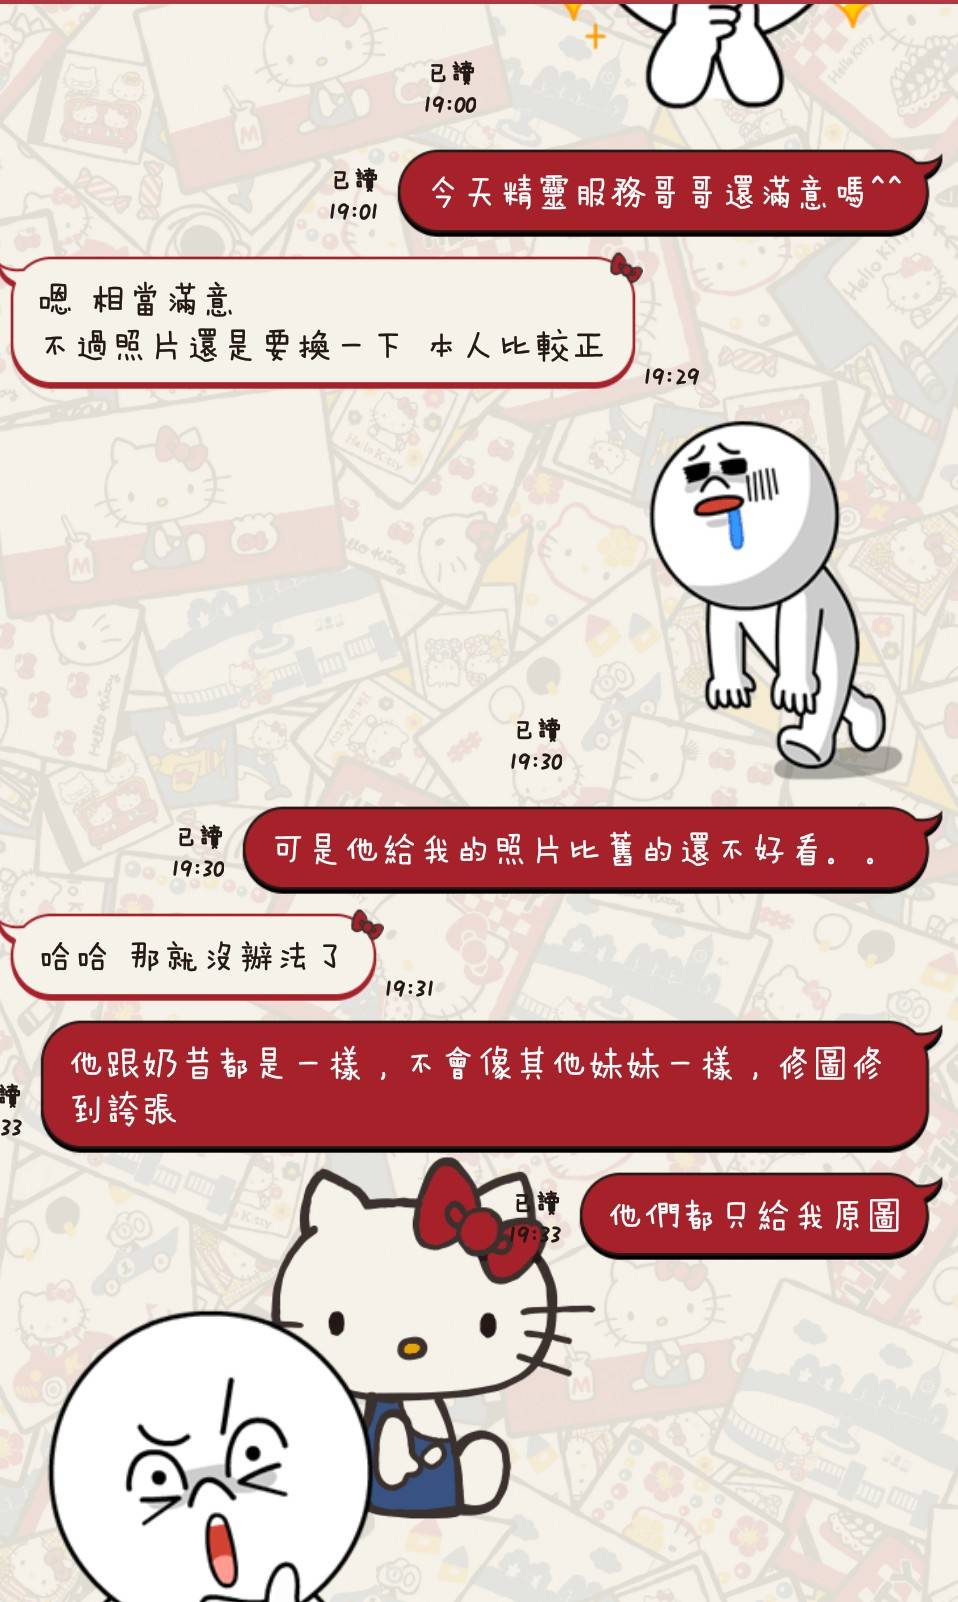 已讀
19:00
已讀
19:01
今天精靈服務哥哥還滿意嗎^^
嗯 相當滿意
不過照片還是要換一下 本人比較正
19:29
已讀
19:30
已讀
19:30
可是他給我的照片比舊的還不好看。。
哈哈 那就沒辦法了
19:31
讀
33
他跟奶昔都是一樣，不會像其他妹妹一樣，修圖修
到誇張
已讀
19:33
他們都只給我原圖